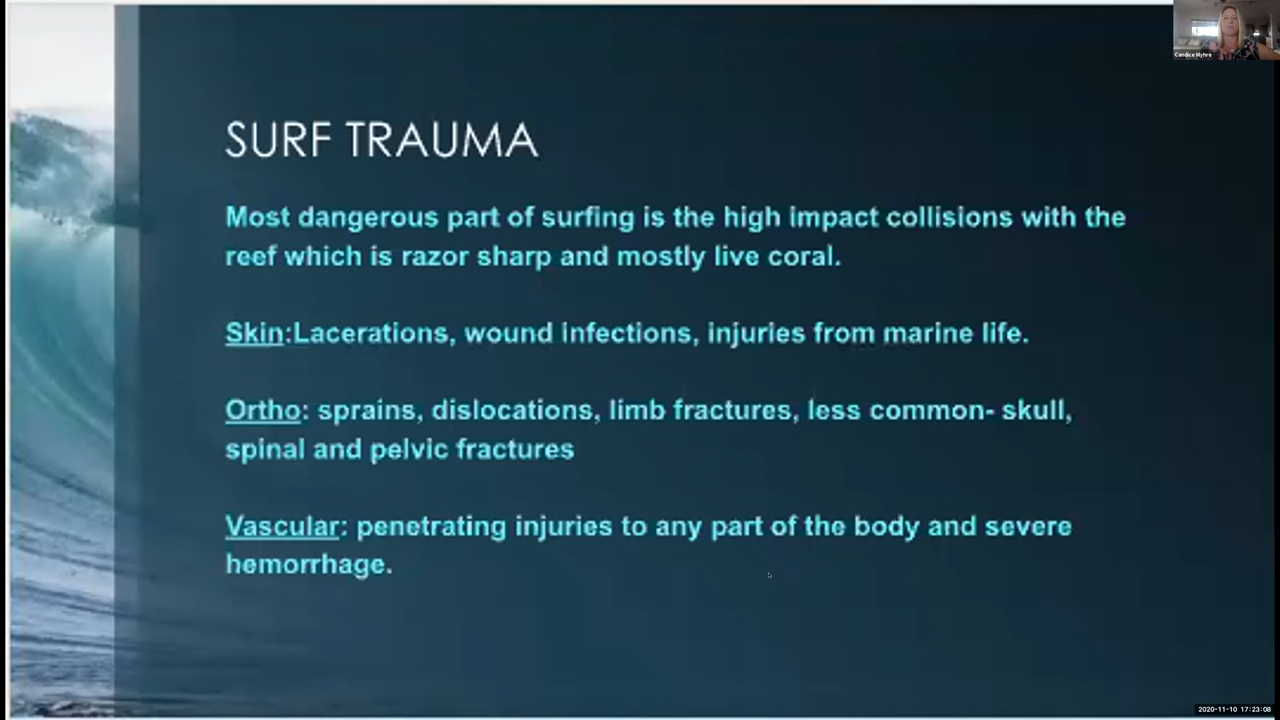 Candice Myhre
SURF TRAUMA
Most dangerous part of surfing is the high impact collisions with the
reef which is razor sharp and mostly live coral.
Skin:Lacerations, wound infections, injuries from marine life.
Ortho: sprains, dislocations, limb fractures, less common- skull,
spinal and pelvic fractures
Vascular: penetrating injuries to any part of the body and severe
hemorrhage.
2020-11-10 17:23:08